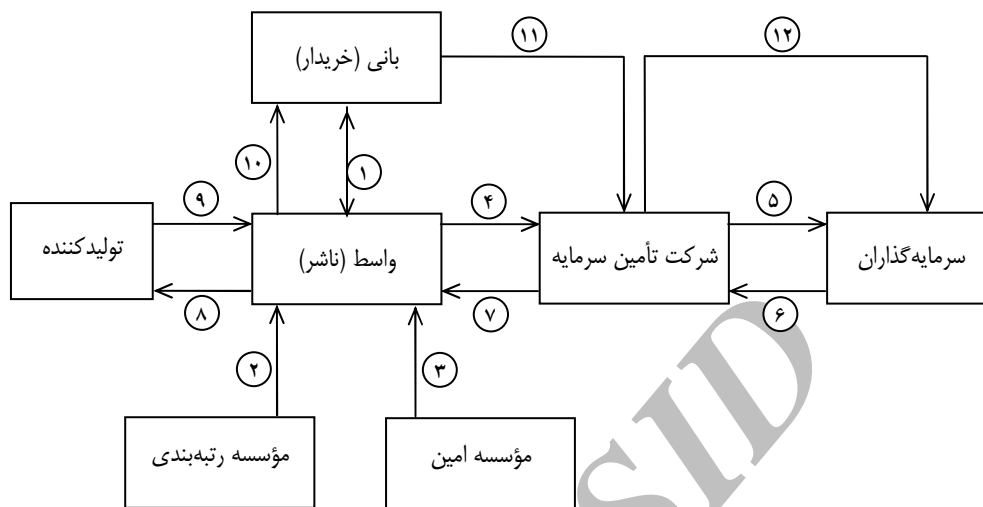 ۱۱
۱۲
بانی (خریدار)
۱۰
۱
۹
۴
۵
تولیدکننده
واسط (ناشر)
شرکت تأمین سرمایه
سرمایه‌گذاران
۸
۷
۶
۲
۳
مؤسسه رتبه‌بندی
مؤسسه امین
SID